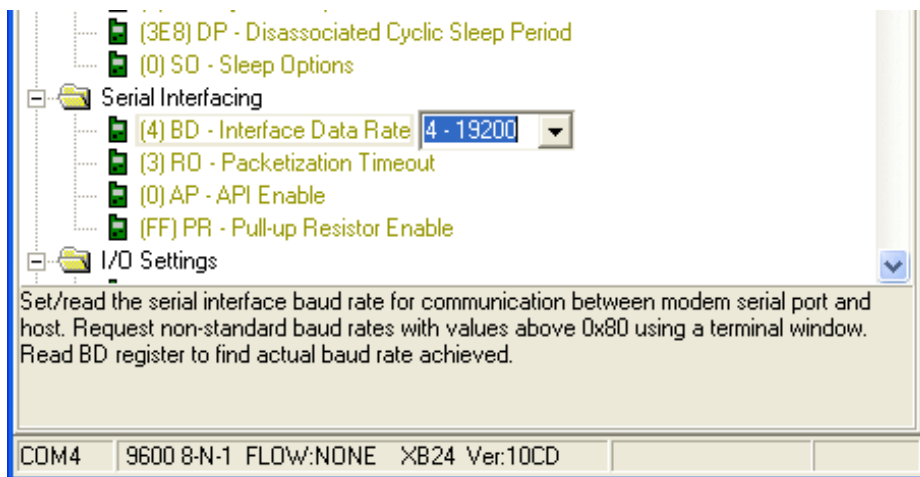 (3E8) DP - Disassociated Cyclic Sleep Period
(0) SO - Sleep Options
Serial Interfacing
(4) BD - Interface Data Rate 4 - 19200
(3) RO - Packetization Timeout
(0) AP - API Enable
(FF) PR - Pull-up Resistor Enable
I/O Settings
Set/read the serial interface baud rate for communication between modem serial port and
host. Request non-standard baud rates with values above 0x80 using a terminal window.
Read BD register to find actual baud rate achieved.
COM4 9600 8-N-1 FLOW:NONE XB24 Ver:10CD